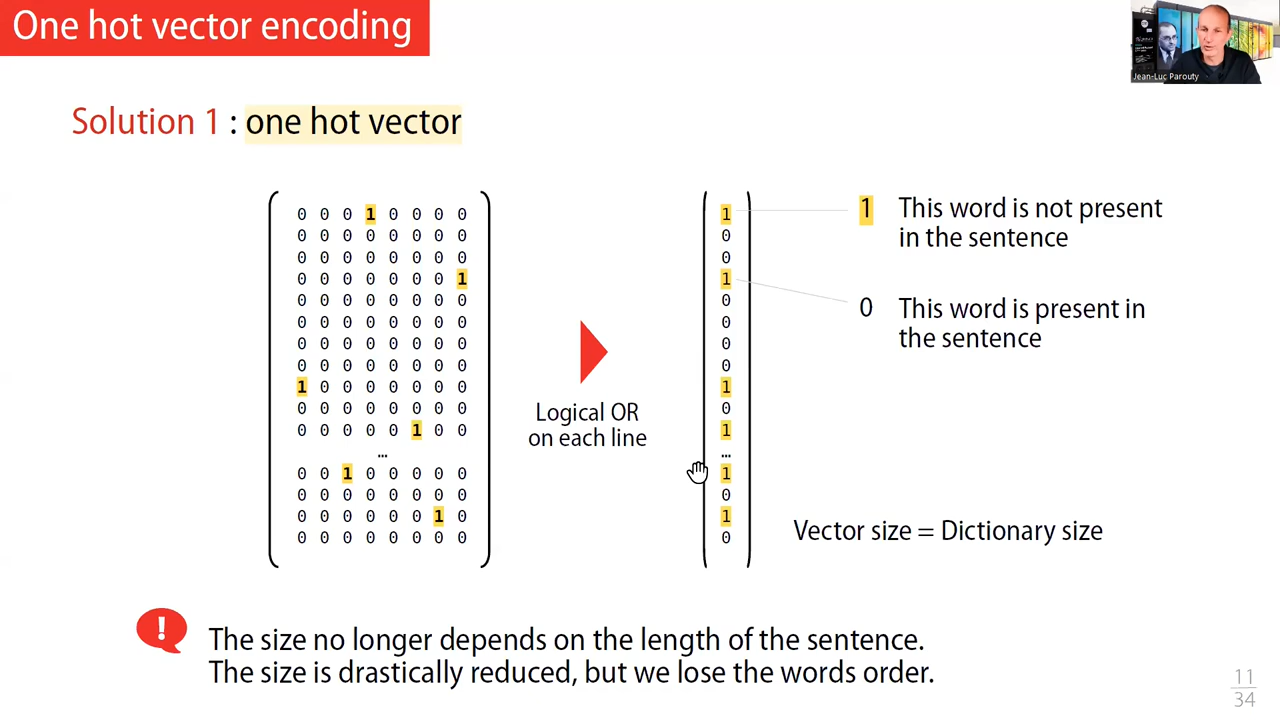 One hot vector encoding
Jean-Luc Parouty
Solution 1 : one hot vector
0 0 0 1 0 0 0 0
0 0 0 0 0 0 0 0
0 0 0 0 0 0 0 0
0 0 0 0 0 0 0 1
0 0 0 0 0 0 0 0
0 0 0 0 0 0 0 0
0 0 0 0 0 0 0 0
0 0 0 0 0 0 0 0
1 0 0 0 0 0 0 0
0 0 0 0 0 0 0 0
0 0 0 0 0 1 0 0
...
0 0 1 0 0 0 0 0
0 0 0 0 0 0 0 0
0 0 0 0 0 0 1 0
0 0 0 0 0 0 0 0
Logical OR
on each line
1
0
0
1
0
0
0
0
1
0
1
...
1
0
1
0
1 This word is not present
in the sentence
0 This word is present in
the sentence
Vector size = Dictionary size
!
The size no longer depends on the length of the sentence.
The size is drastically reduced, but we lose the words order.
11
34